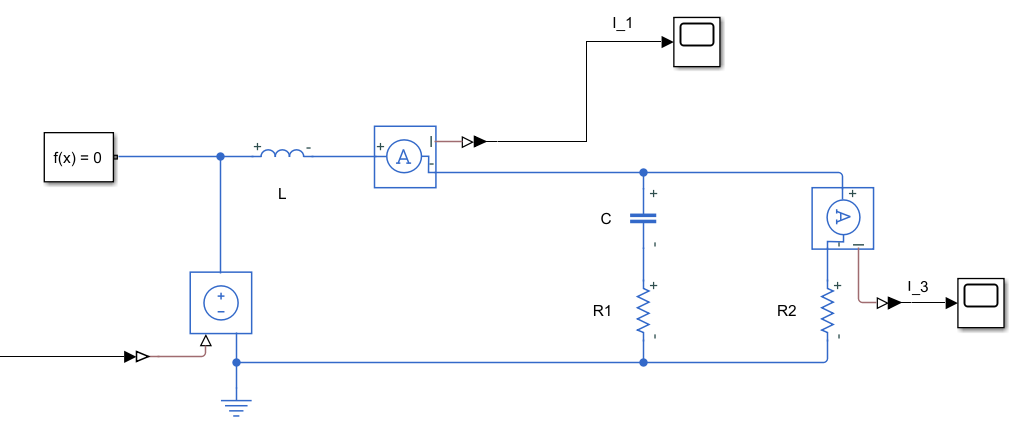 I_1
f(x) = 0
+
-
+
A
I
-
L
+
C
-
+
A
-
I
+
-
+
R1
-
+
R2
-
I_3